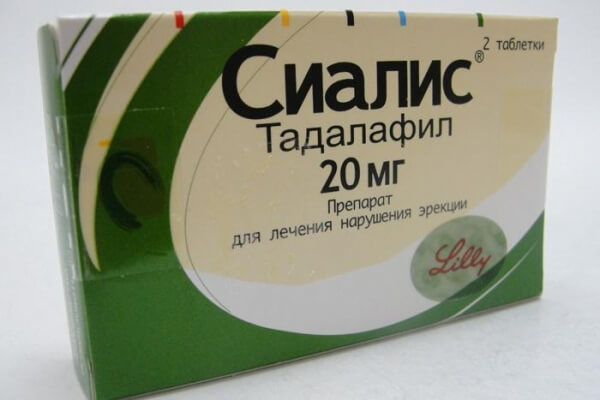 2 таблетки
Сиалис®
Тадалафил
20 мг
Препарат
для лечения нарушения эрекции
Lilly